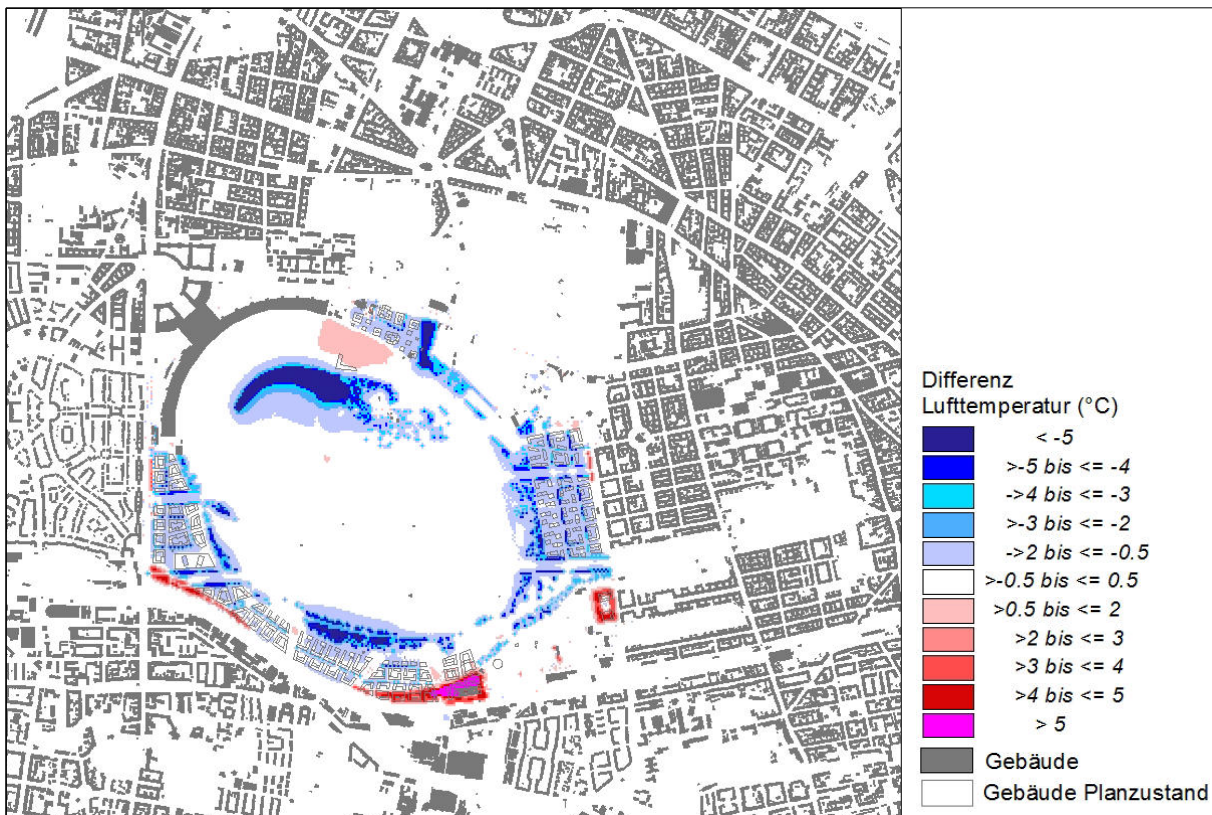 Differenz
Lufttemperatur (°C)
< -5
>-5 bis <= -4
->4 bis <= -3
>-3 bis <= -2
->2 bis <= -0.5
>-0.5 bis <= 0.5
>0.5 bis <= 2
>2 bis <= 3
>3 bis <= 4
>4 bis <= 5
> 5
Gebäude
Gebäude Planzustand